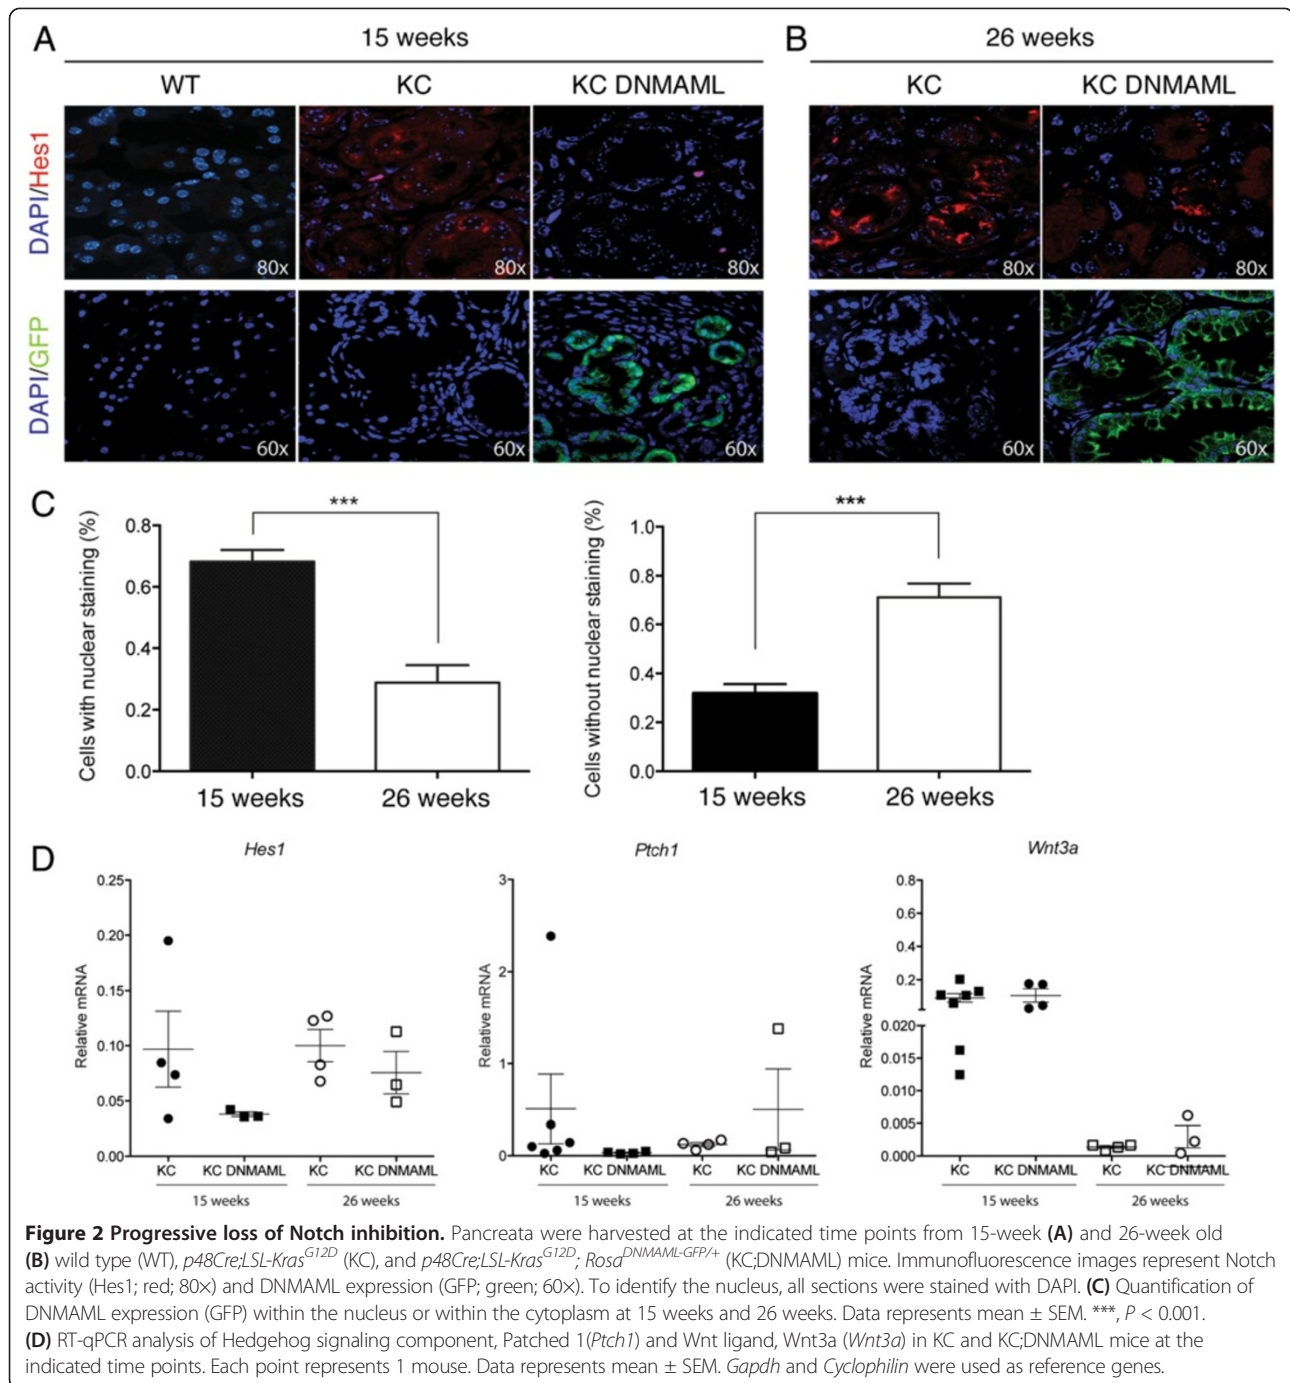 A
15 weeks
B
26 weeks
WT
KC
KC DNMAML
KC
KC DNMAML
DAPI/Hes1
80x
80x
80x
80x
80x
DAPI/GFP
60x
60x
60x
60x
60x
C
Cells with nuclear staining (%)
0.8
0.6
0.4
0.2
0.0
***
15 weeks
26 weeks
Cells without nuclear staining (%)
1.0
0.8
0.6
0.4
0.2
0.0
***
15 weeks
26 weeks
D
Hes1
Relative mRNA
0.25
0.20
0.15
0.10
0.05
0.00
KC
KC DNMAML
KC
KC DNMAML
15 weeks
26 weeks
Ptch1
Relative mRNA
3
2
1
0
KC
KC DNMAML
KC
KC DNMAML
15 weeks
26 weeks
Wnt3a
Relative mRNA
0.8
0.6
0.4
0.2
0.020
0.015
0.010
0.005
0.000
KC
KC DNMAML
KC
KC DNMAML
15 weeks
26 weeks
Figure 2 Progressive loss of Notch inhibition. Pancreata were harvested at the indicated time points from 15-week (A) and 26-week old
(B) wild type (WT), p48Cre;LSL-Kras^G12D (KC), and p48Cre;LSL-Kras^G12D; Rosa^DNMAML-GFP/+ (KC;DNMAML) mice. Immunofluorescence images represent Notch
activity (Hes1; red; 80×) and DNMAML expression (GFP; green; 60×). To identify the nucleus, all sections were stained with DAPI. (C) Quantification of
DNMAML expression (GFP) within the nucleus or within the cytoplasm at 15 weeks and 26 weeks. Data represents mean ± SEM. ***, P < 0.001.
(D) RT-qPCR analysis of Hedgehog signaling component, Patched 1(Ptch1) and Wnt ligand, Wnt3a (Wnt3a) in KC and KC;DNMAML mice at the
indicated time points. Each point represents 1 mouse. Data represents mean ± SEM. Gapdh and Cyclophilin were used as reference genes.